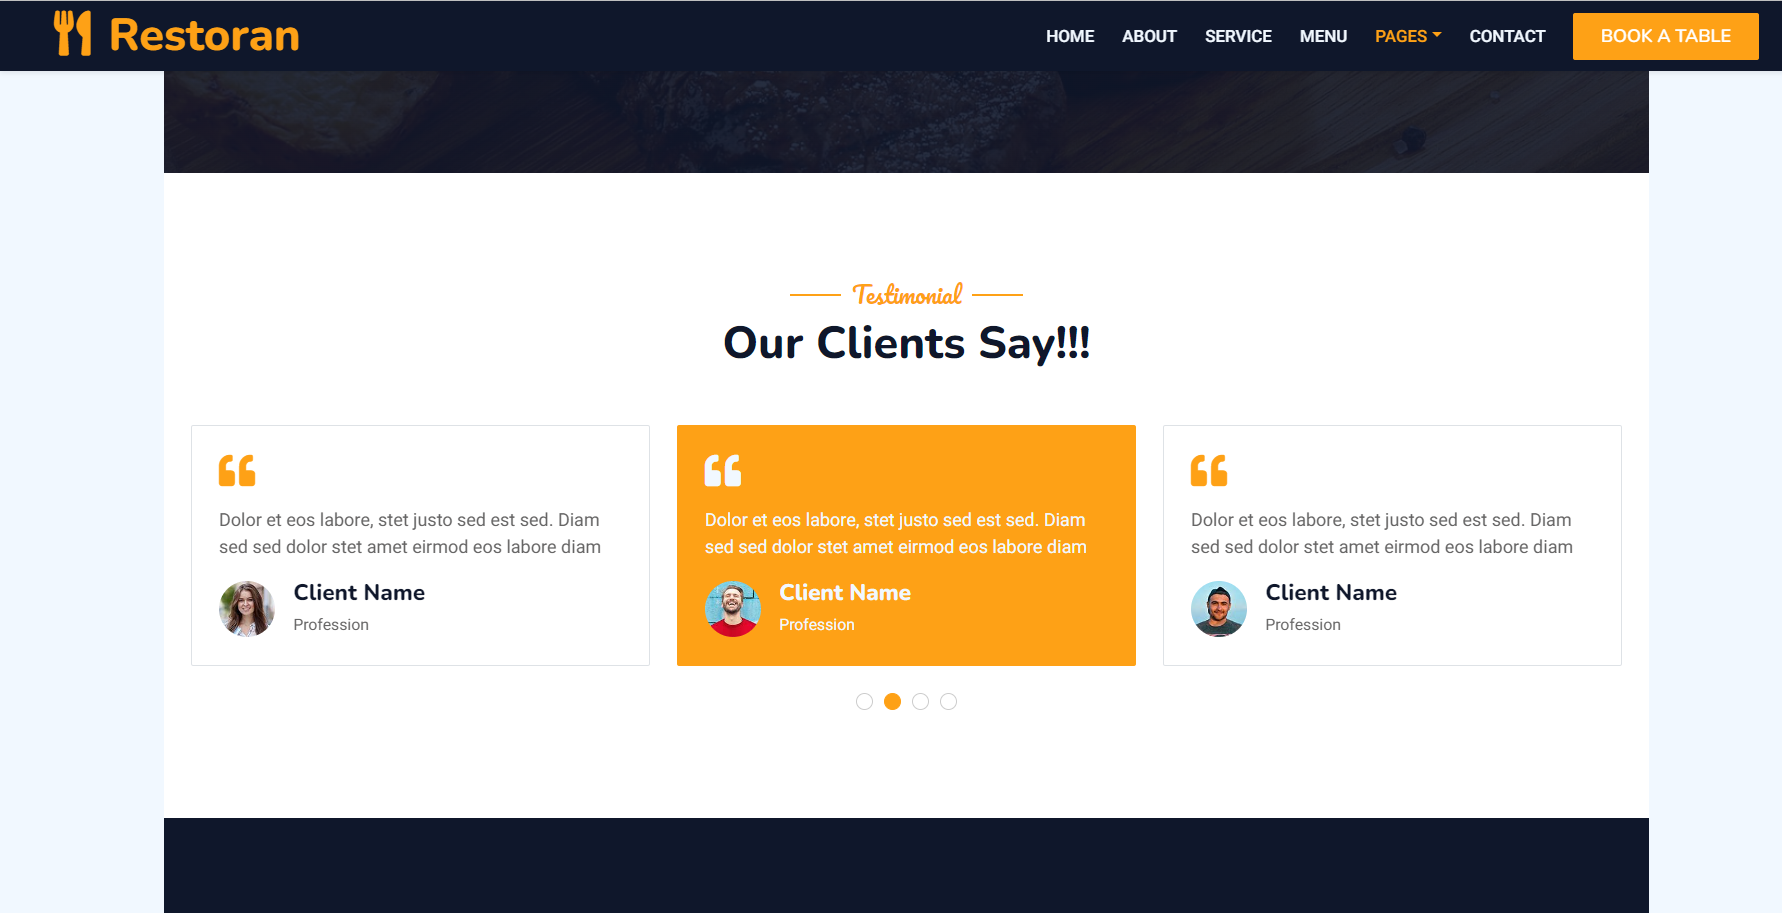 Restoran
HOME ABOUT SERVICE MENU PAGES CONTACT BOOK A TABLE
Testimonial
Our Clients Say!!!
Dolor et eos labore, stet justo sed est sed. Diam
sed sed dolor stet amet eirmod eos labore diam
Client Name
Profession
Dolor et eos labore, stet justo sed est sed. Diam
sed sed dolor stet amet eirmod eos labore diam
Client Name
Profession
Dolor et eos labore, stet justo sed est sed. Diam
sed sed dolor stet amet eirmod eos labore diam
Client Name
Profession